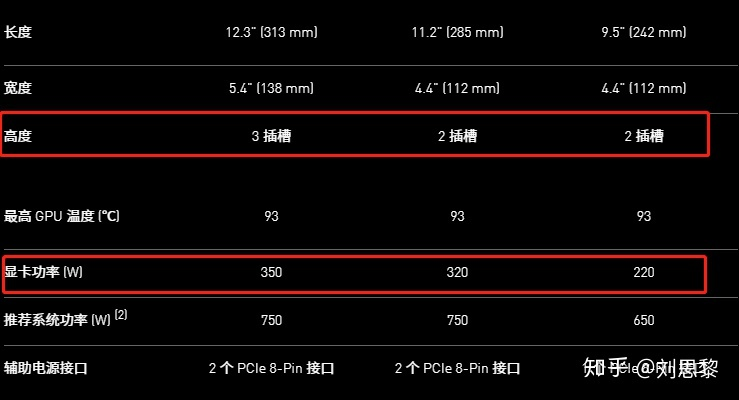 长度 12.3" (313 mm) 11.2" (285 mm) 9.5" (242 mm)
宽度 5.4" (138 mm) 4.4" (112 mm) 4.4" (112 mm)
高度 3 插槽 2 插槽 2 插槽
最高 GPU 温度 (℃) 93 93 93
显卡功率 (W) 350 320 220
推荐系统功率 (W) (2) 750 750 650
辅助电源接口 2 个 PCIe 8-Pin 接口 2 个 PCIe 8-Pin 接口
知乎 @刘思黎